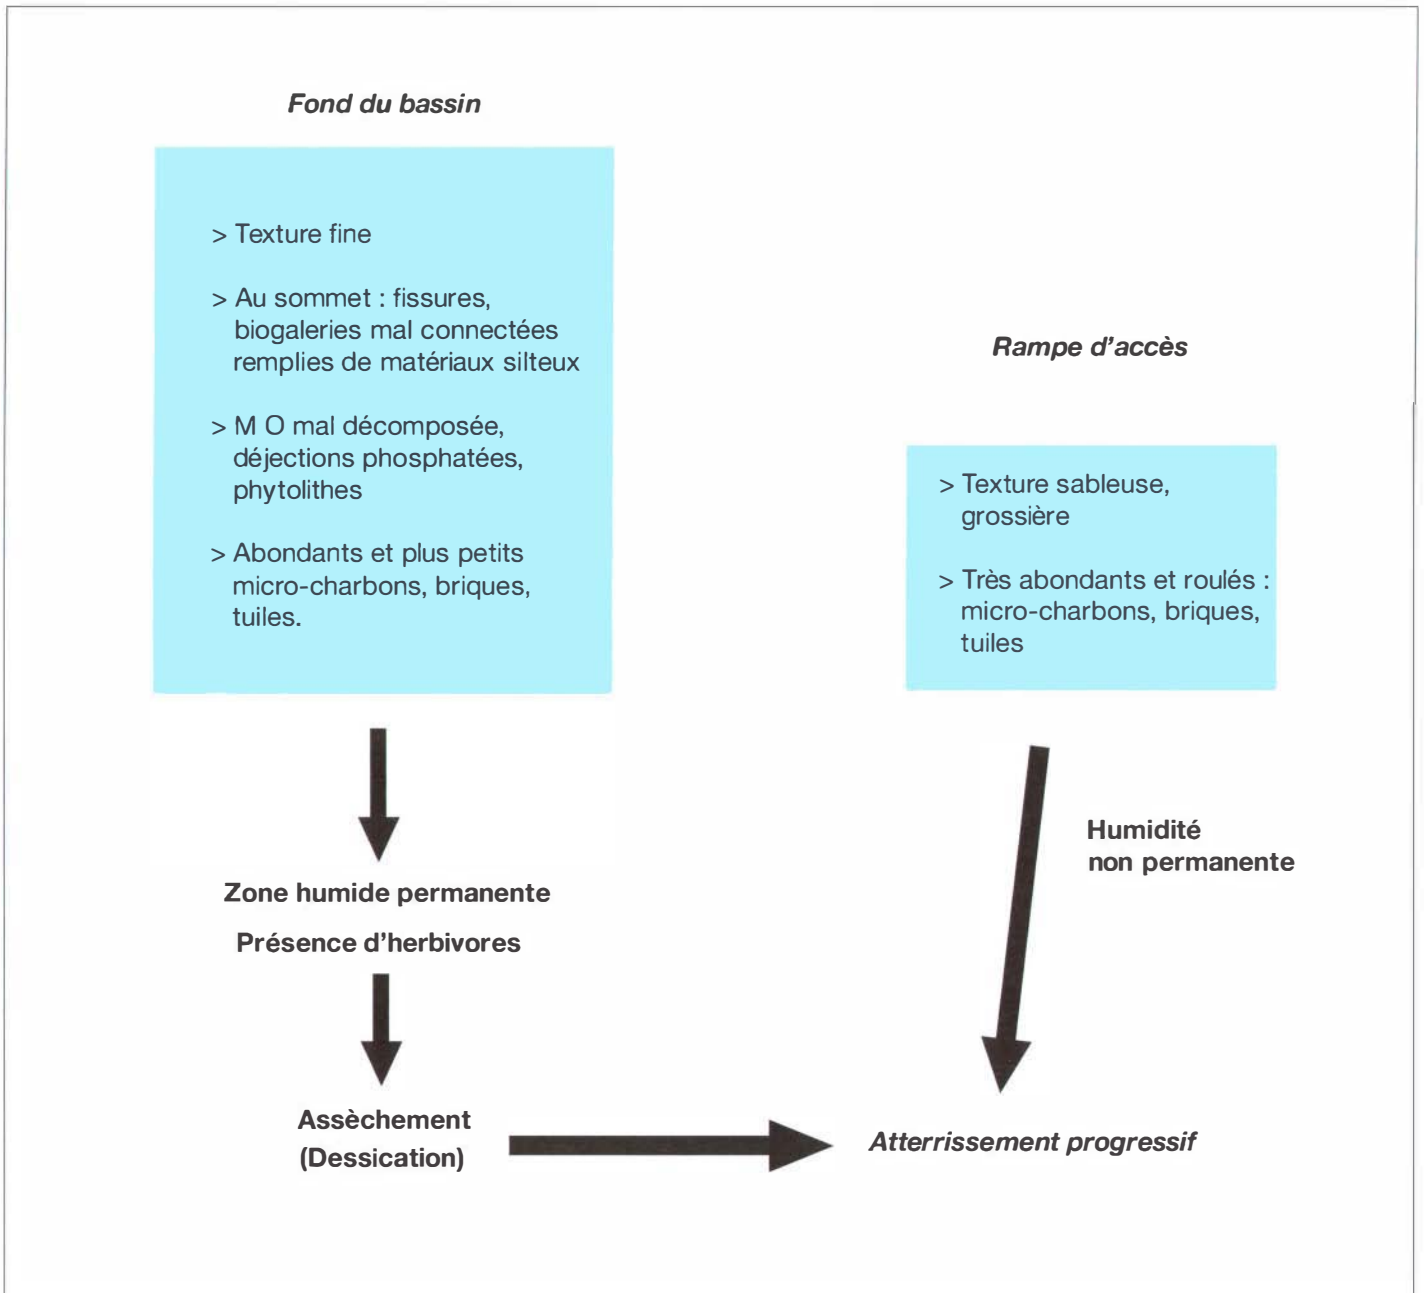 Fond du bassin
> Texture fine
> Au sommet : fissures,
biogaleries mal connectées
remplies de matériaux silteux
> M O mal décomposée,
déjections phosphatées,
phytolithes
> Abondants et plus petits
micro-charbons, briques,
tuiles.
Zone humide permanente
Présence d'herbivores
Assèchement
(Dessication)
Rampe d'accès
> Texture sableuse,
grossière
> Très abondants et roulés :
micro-charbons, briques,
tuiles
Humidité
non permanente
Atterrissement progressif